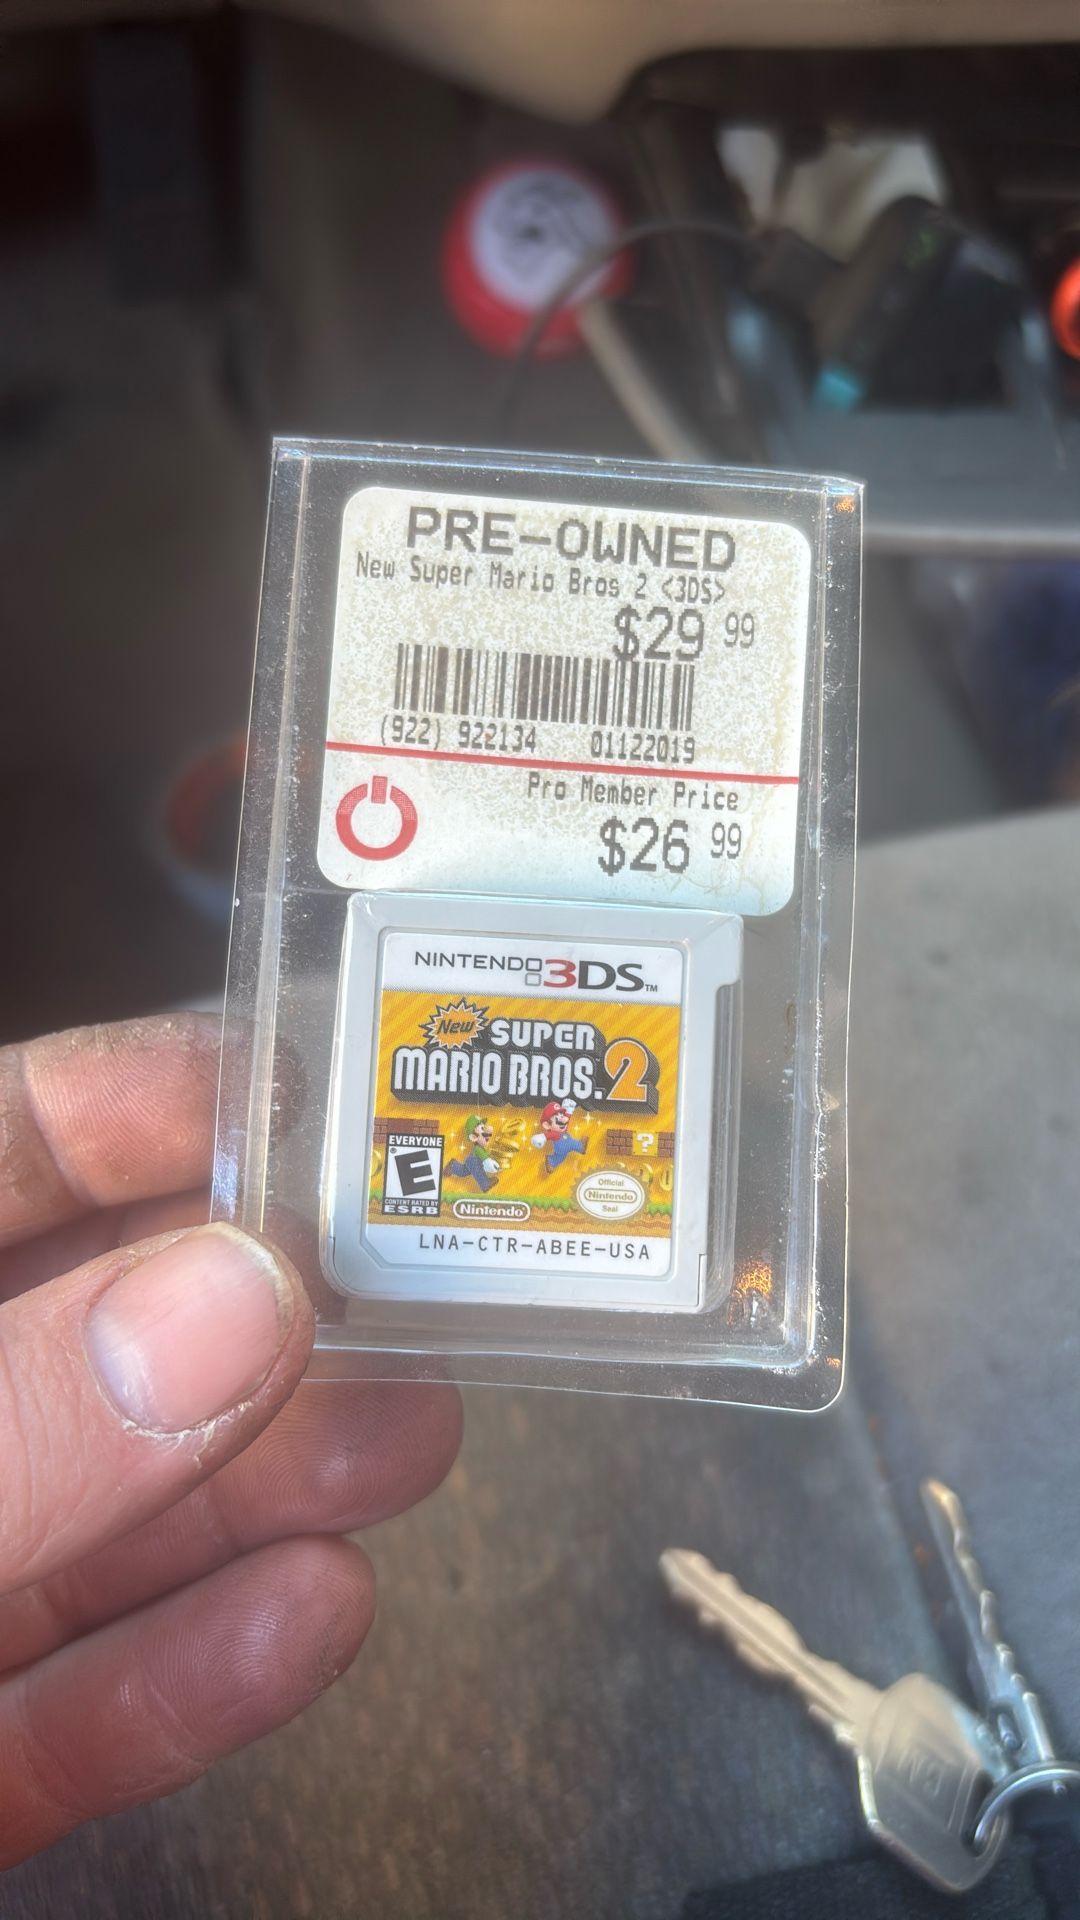 PRE-OWNED
New Super Mario Bros 2 <3DS>
$29 99
(922) 922134 01122019
Pro Member Price
$26 99
NINTENDO 3DS™
New SUPER
MARIO BROS. 2
?
EVERYONE
E
CONTENT RATED BY
ESRB
Nintendo
Official
Nintendo
Seal
LNA-CTR-ABEE-USA